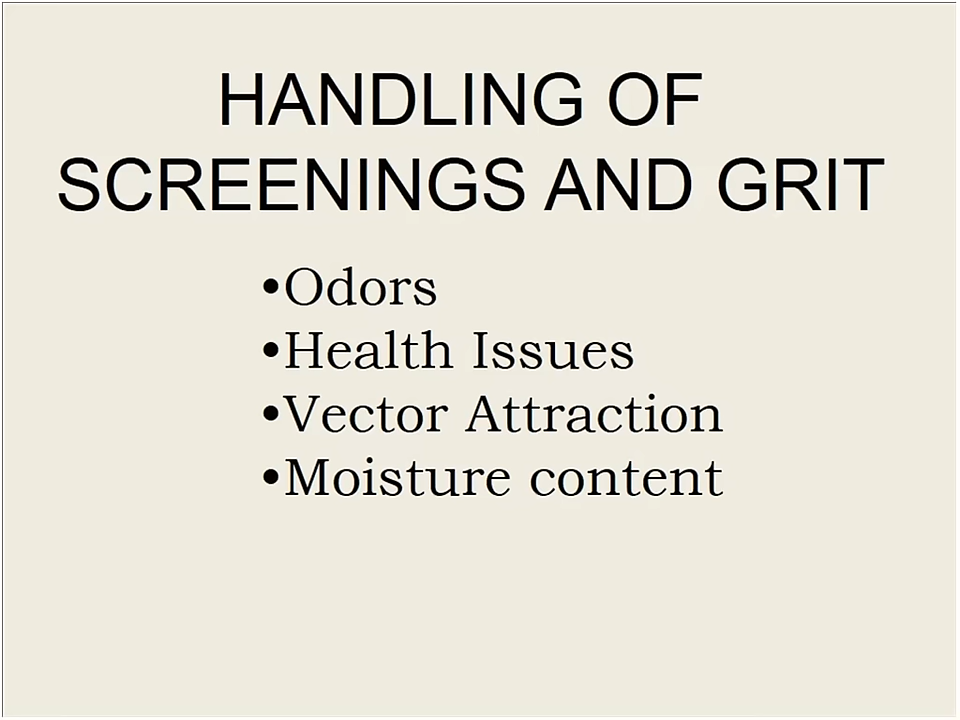 HANDLING OF
SCREENINGS AND GRIT
•Odors
•Health Issues
•Vector Attraction
•Moisture content